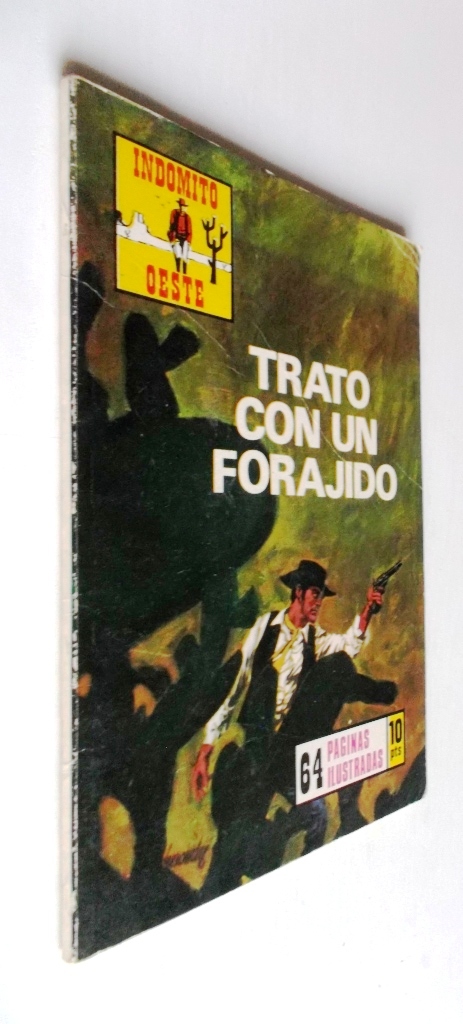 INDOMITO
OESTE
TRATO
CON UN
FORAJIDO
64 PAGINAS
ILUSTRADAS
10
pts